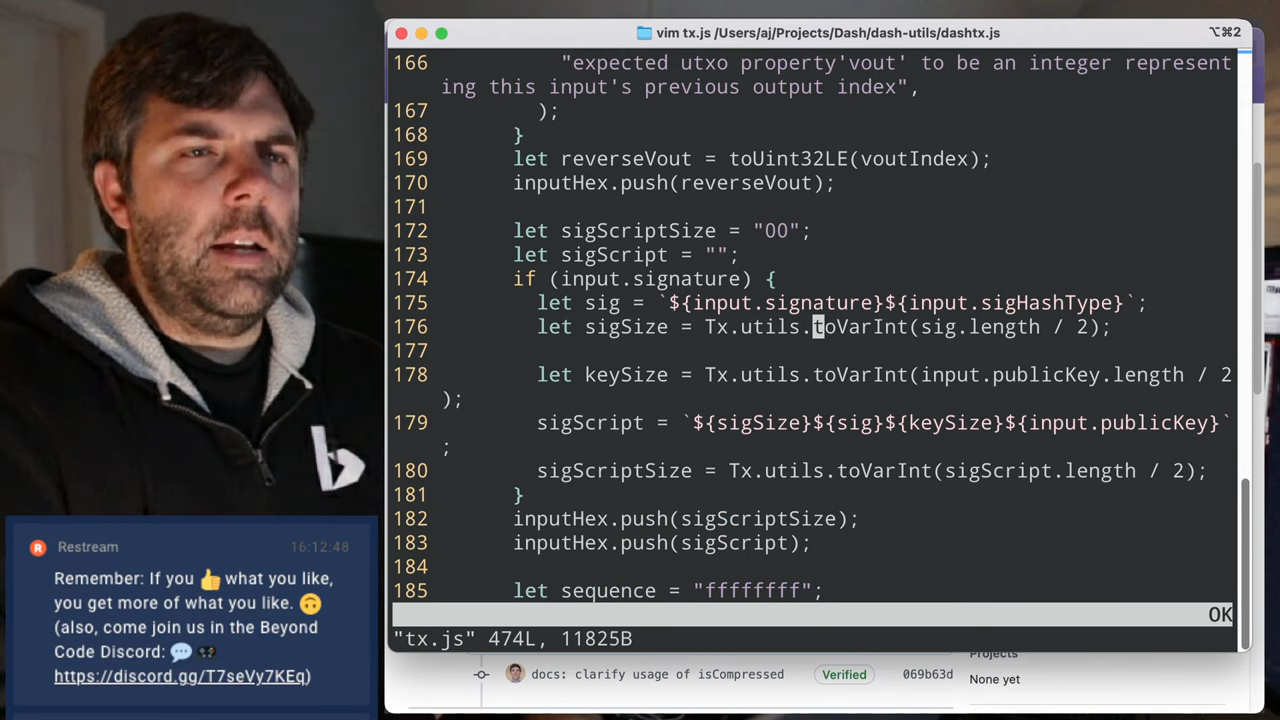 vim tx.js /Users/aj/Projects/Dash/dash-utils/dashtx.js
⌥⌘2
166 "expected utxo property'vout' to be an integer represent
ing this input's previous output index",
167 );
168 }
169 let reverseVout = toUint32LE(voutIndex);
170 inputHex.push(reverseVout);
171
172 let sigScriptSize = "00";
173 let sigScript = "";
174 if (input.signature) {
175 let sig = `${input.signature}${input.sigHashType}`;
176 let sigSize = Tx.utils.toVarInt(sig.length / 2);
177
178 let keySize = Tx.utils.toVarInt(input.publicKey.length / 2
);
179 sigScript = `${sigSize}${sig}${keySize}${input.publicKey}`
;
180 sigScriptSize = Tx.utils.toVarInt(sigScript.length / 2);
181 }
182 inputHex.push(sigScriptSize);
183 inputHex.push(sigScript);
184
185 let sequence = "ffffffff";
OK
"tx.js" 474L, 11825B
Projects
docs: clarify usage of isCompressed Verified 069b63d None yet
R Restream 16:12:48
Remember: If you 👍 what you like,
you get more of what you like. 🙃
(also, come join us in the Beyond
Code Discord: 💬 🎮
https://discord.gg/T7seVy7KEq)